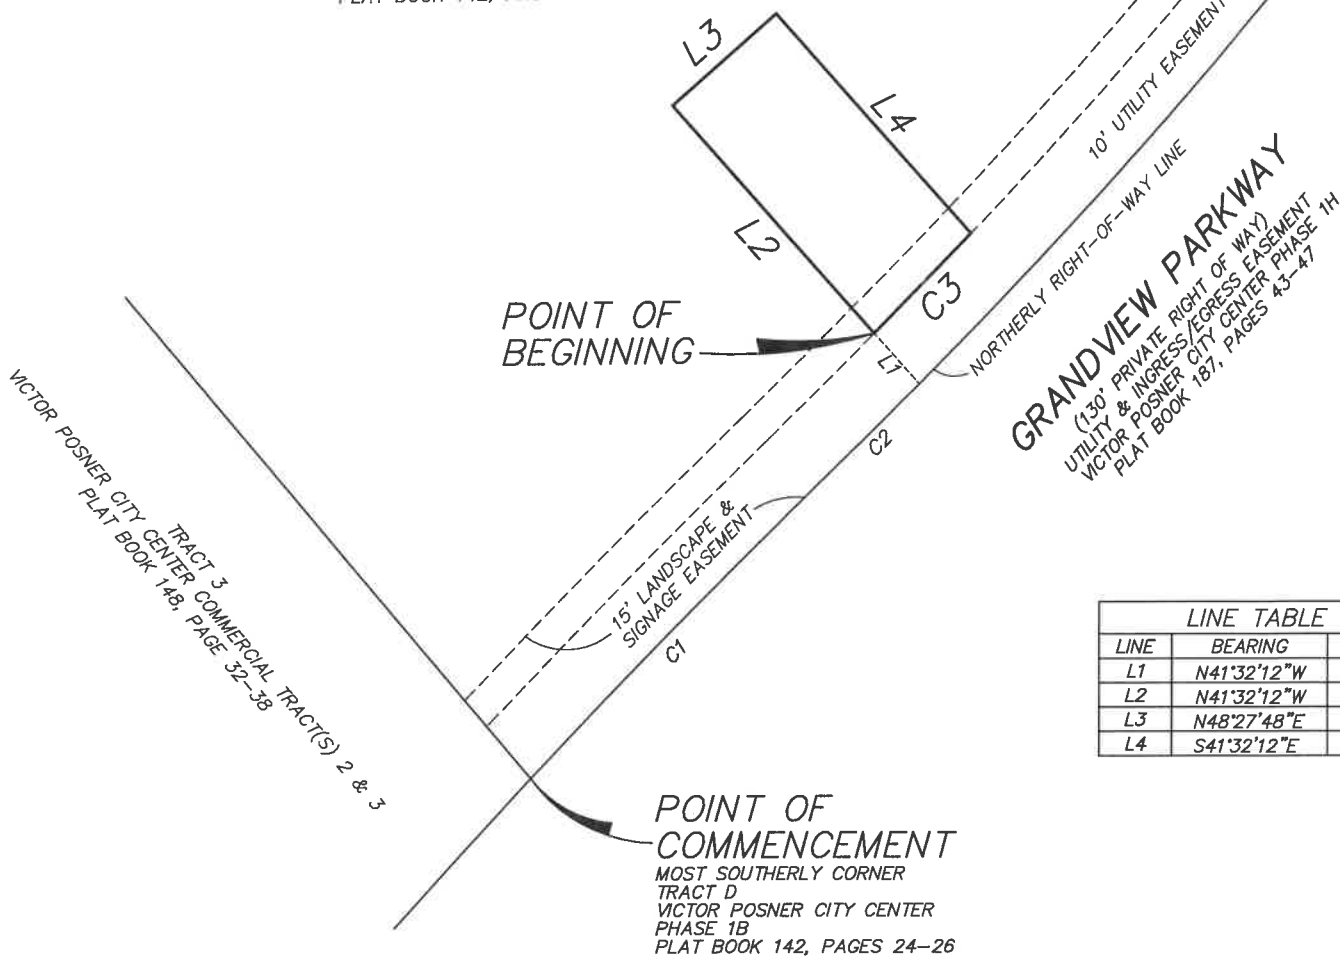 L3
L4
10' UTILITY EASEMENT
L2
C3
NORTHERLY RIGHT-OF-WAY LINE
POINT OF
BEGINNING
L1
GRANDVIEW PARKWAY
(130' PRIVATE RIGHT OF WAY)
UTILITY & INGRESS/EGRESS EASEMENT
VICTOR POSNER CITY CENTER PHASE 1H
PLAT BOOK 187, PAGES 43-47
C2
TRACT 3
VICTOR POSNER CITY CENTER COMMERCIAL TRACT(S) 2 & 3
PLAT BOOK 148, PAGE 32-38
15' LANDSCAPE &
SIGNAGE EASEMENT
C1
LINE TABLE
LINE BEARING
L1 N41°32'12"W
L2 N41°32'12"W
L3 N48°27'48"E
L4 S41°32'12"E
POINT OF
COMMENCEMENT
MOST SOUTHERLY CORNER
TRACT D
VICTOR POSNER CITY CENTER
PHASE 1B
PLAT BOOK 142, PAGES 24-26